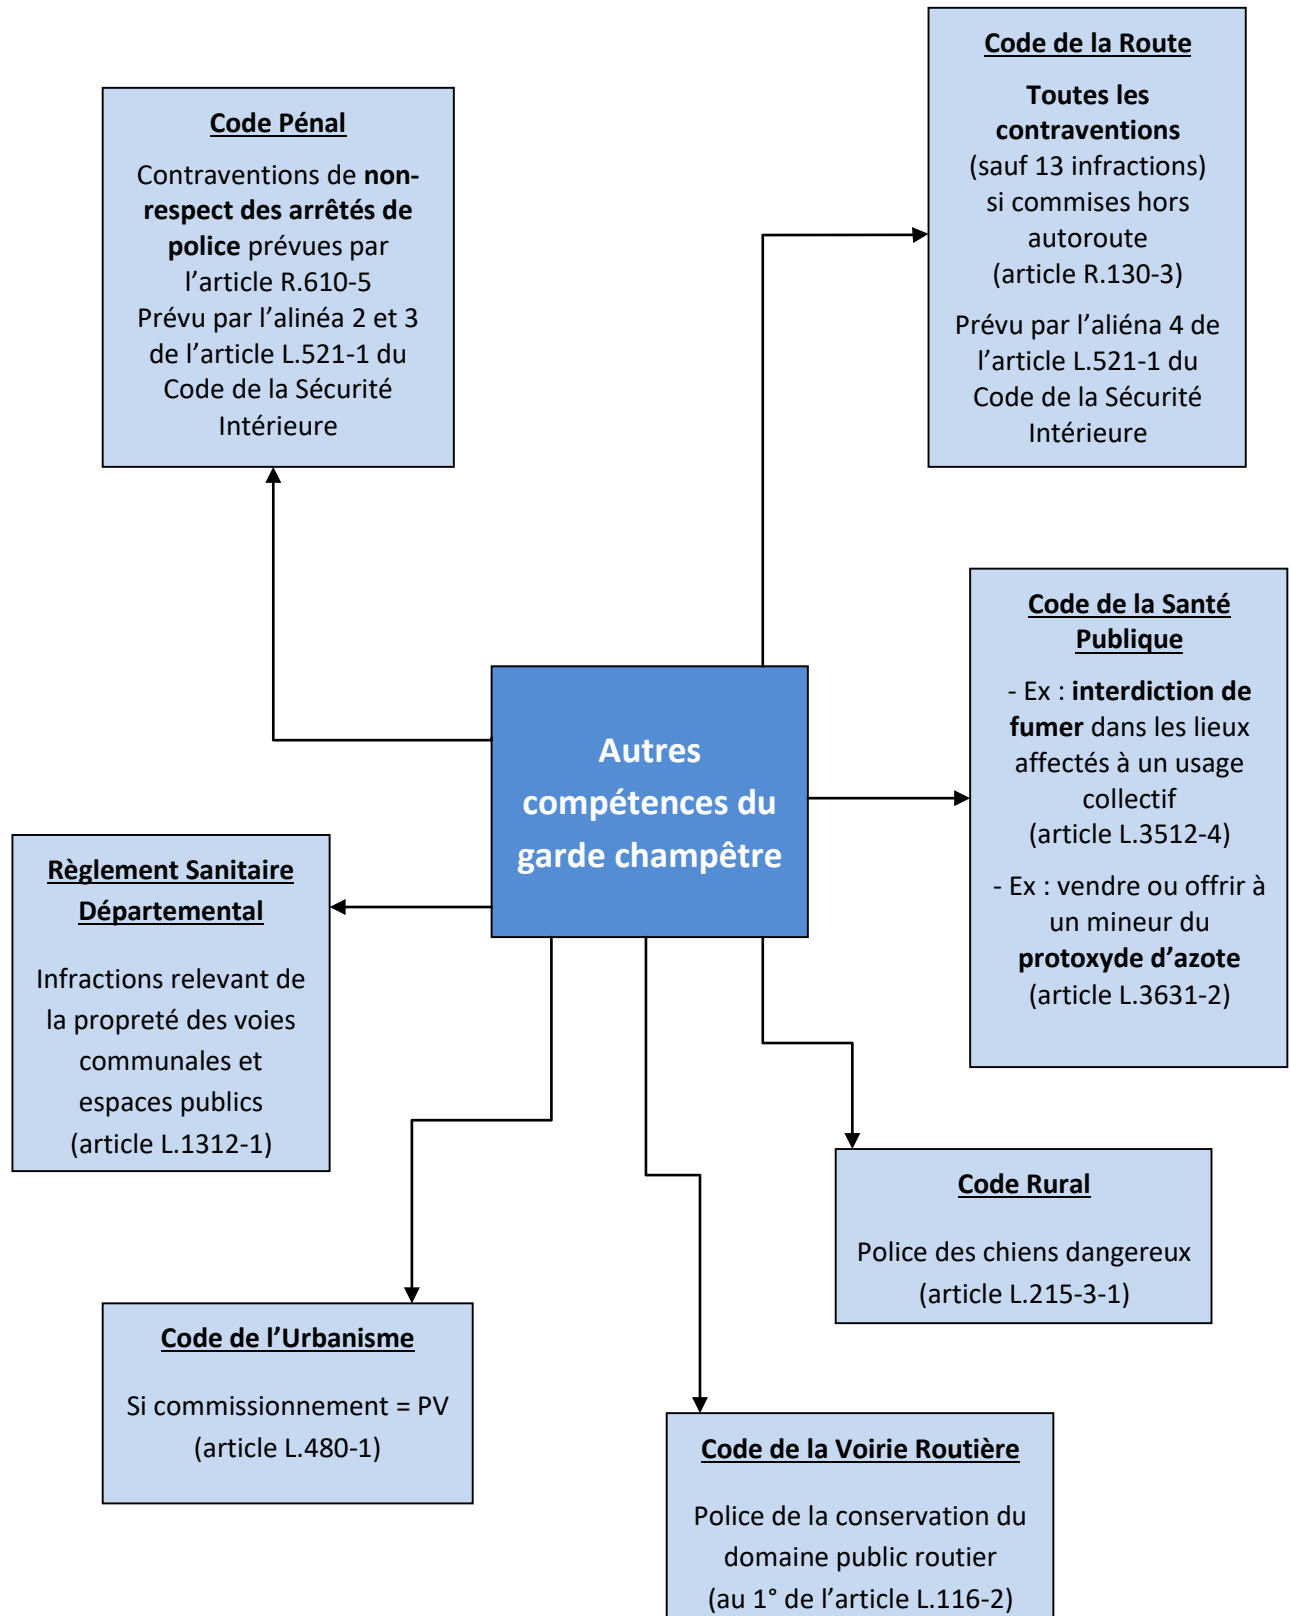 Code de la Route
Toutes les
contraventions
(sauf 13 infractions)
si commises hors
autoroute
(article R.130-3)
Prévu par l’aliéna 4 de
l’article L.521-1 du
Code de la Sécurité
Intérieure
Code Pénal
Contraventions de non-
respect des arrêtés de
police prévues par
l’article R.610-5
Prévu par l’alinéa 2 et 3
de l’article L.521-1 du
Code de la Sécurité
Intérieure
Code de la Santé
Publique
- Ex : interdiction de
fumer dans les lieux
affectés à un usage
collectif
(article L.3512-4)
- Ex : vendre ou offrir à
un mineur du
protoxyde d’azote
(article L.3631-2)
Autres
compétences du
garde champêtre
Règlement Sanitaire
Départemental
Infractions relevant de
la propreté des voies
communales et
espaces publics
(article L.1312-1)
Code Rural
Police des chiens dangereux
(article L.215-3-1)
Code de l’Urbanisme
Si commissionnement = PV
(article L.480-1)
Code de la Voirie Routière
Police de la conservation du
domaine public routier
(au 1° de l’article L.116-2)